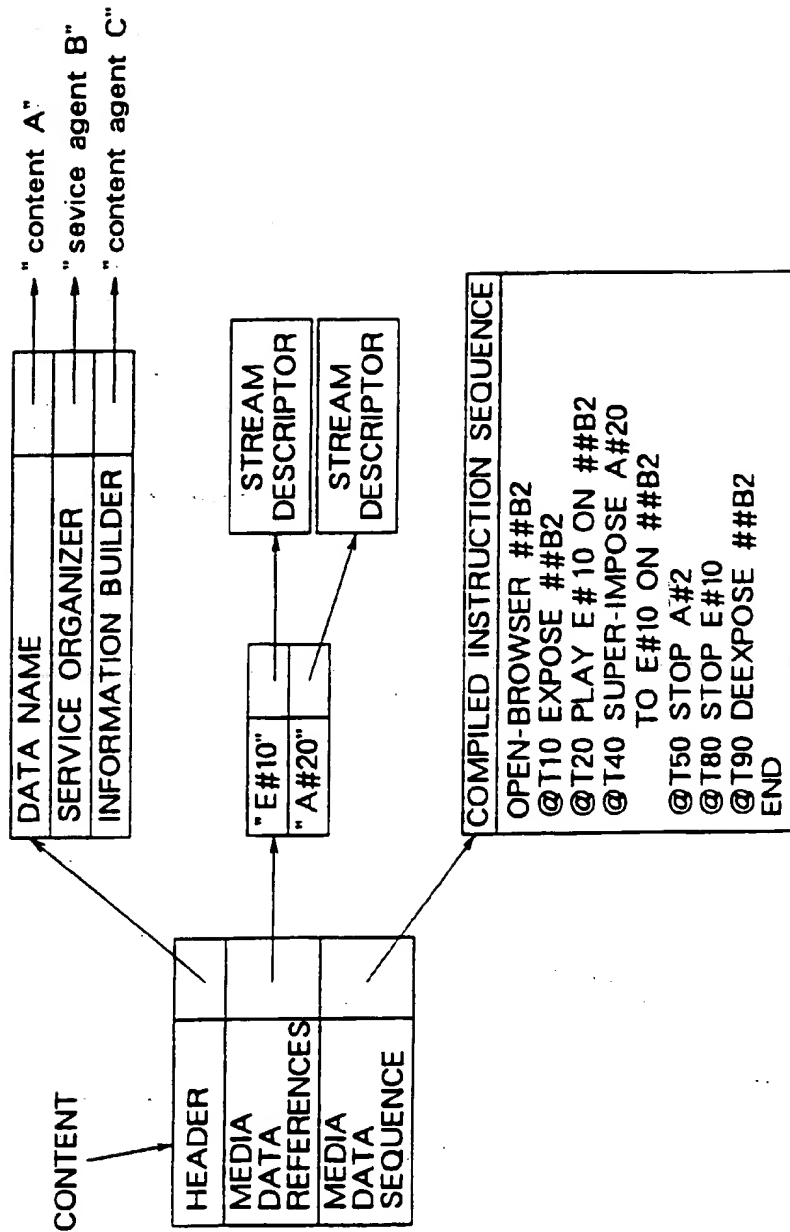 CONTENT
HEADER
MEDIA
DATA
REFERENCES
MEDIA
DATA
SEQUENCE
DATA NAME
SERVICE ORGANIZER
INFORMATION BUILDER
"content A"
"sevice agent B"
"content agent C"
"E#10"
"A#20"
STREAM
DESCRIPTOR
STREAM
DESCRIPTOR
COMPILED INSTRUCTION SEQUENCE
OPEN-BROWSER ##B2
@T10 EXPOSE ##B2
@T20 PLAY E#10 ON ##B2
@T40 SUPER-IMPOSE A#20
TO E#10 ON ##B2
@T50 STOP A#2
@T80 STOP E#10
@T90 DEEXPOSE ##B2
END